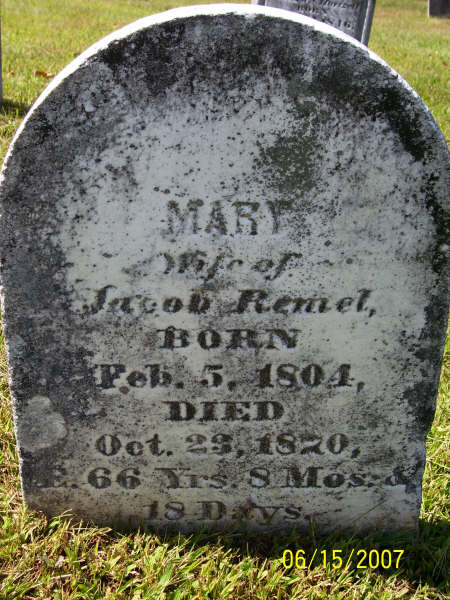 MARY
Wife of
Jacob Remel,
BORN
Feb. 5, 1804,
DIED
Oct. 23, 1870,
Æ. 66 Yrs. 8 Mos. &
18 Days.
06/15/2007